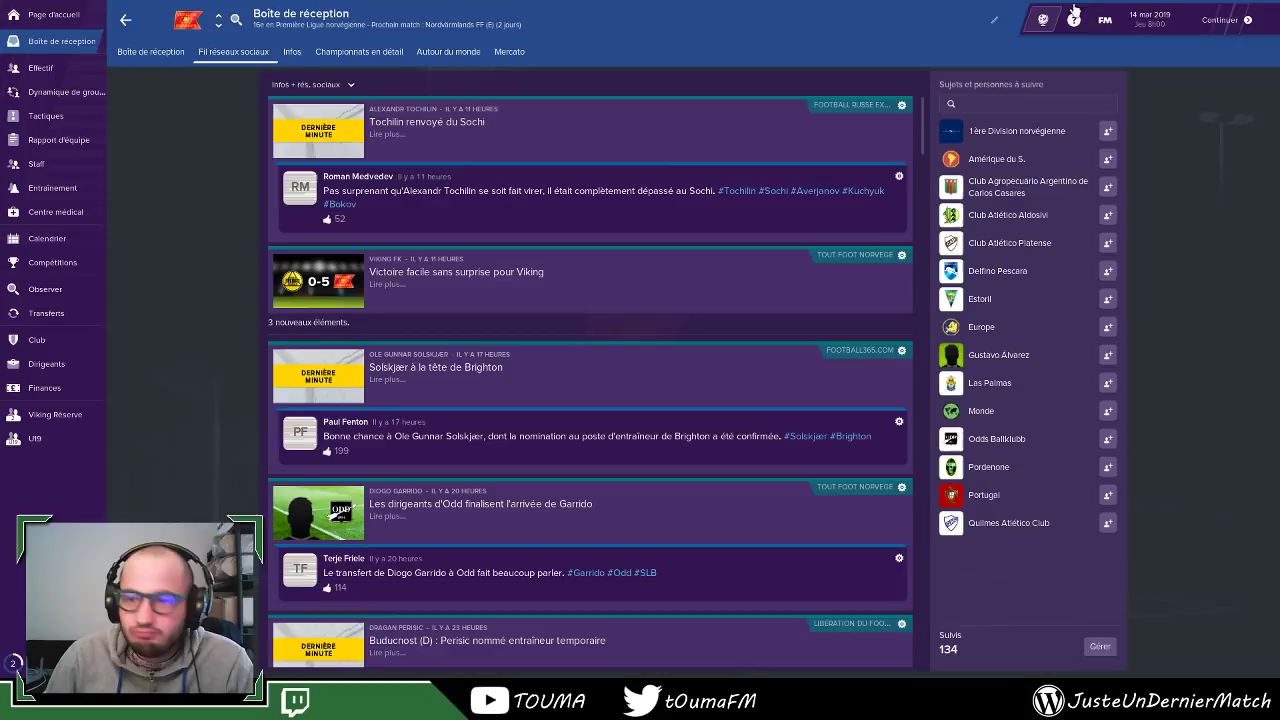 Page d'accueil
Boîte de réception
Effectif
Dynamique de grou...
Tactiques
Rapport d'équipe
Staff
Entraînement
Centre médical
Calendrier
Compétitions
Observer
Transferts
Club
Dirigeants
Finances
Viking Réserve
U19
2
Boîte de réception
16e en Première Ligue norvégienne - Prochain match : Nordvärmlands FF (E) (2 jours)
FM
14 mar 2019
Jeu 8h00
Continuer
Boîte de réception
Fil réseaux sociaux
Infos
Championnats en détail
Autour du monde
Mercato
Infos + rés. sociaux
DERNIÈRE
MINUTE
ALEXANDR TOCHILIN - IL Y A 11 HEURES
FOOTBALL RUSSE EX...
Tochilin renvoyé du Sochi
Lire plus...
RM
Roman Medvedev Il y a 11 heures
Pas surprenant qu'Alexandr Tochilin se soit fait virer, il était complètement dépassé au Sochi. #Tochilin #Sochi #Averjanov #Kuchyuk
#Bokov
52
VIKING FK - IL Y A 11 HEURES
TOUT FOOT NORVEGE
0-5
Victoire facile sans surprise pour Viking
Lire plus...
3 nouveaux éléments.
DERNIÈRE
MINUTE
OLE GUNNAR SOLSKJÆR - IL Y A 17 HEURES
FOOTBALL365.COM
Solskjær à la tête de Brighton
Lire plus...
PF
Paul Fenton Il y a 17 heures
Bonne chance à Ole Gunnar Solskjær, dont la nomination au poste d'entraîneur de Brighton a été confirmée. #Solskjær #Brighton
199
ODD
DIOGO GARRIDO - IL Y A 20 HEURES
TOUT FOOT NORVEGE
Les dirigeants d'Odd finalisent l'arrivée de Garrido
Lire plus...
TF
Terje Friele Il y a 20 heures
Le transfert de Diogo Garrido à Odd fait beaucoup parler. #Garrido #Odd #SLB
114
DERNIÈRE
MINUTE
DRAGAN PERISIC - IL Y A 23 HEURES
LIBERATION DU FOO...
Buducnost (D) : Perisic nommé entraîneur temporaire
Lire plus...
Sujets et personnes à suivre
1ère Division norvégienne
Amérique du S.
Club Agropecuario Argentino de
Carlos Casares
Club Atlético Aldosivi
Club Atlético Platense
Delfino Pescara
Estoril
Europe
Gustavo Álvarez
Las Palmas
Monde
Odds Ballklubb
Pordenone
Portugal
Quilmes Atlético Club
Suivis
134
Gérer
TOUMA
tOumaFM
JusteUnDernierMatch